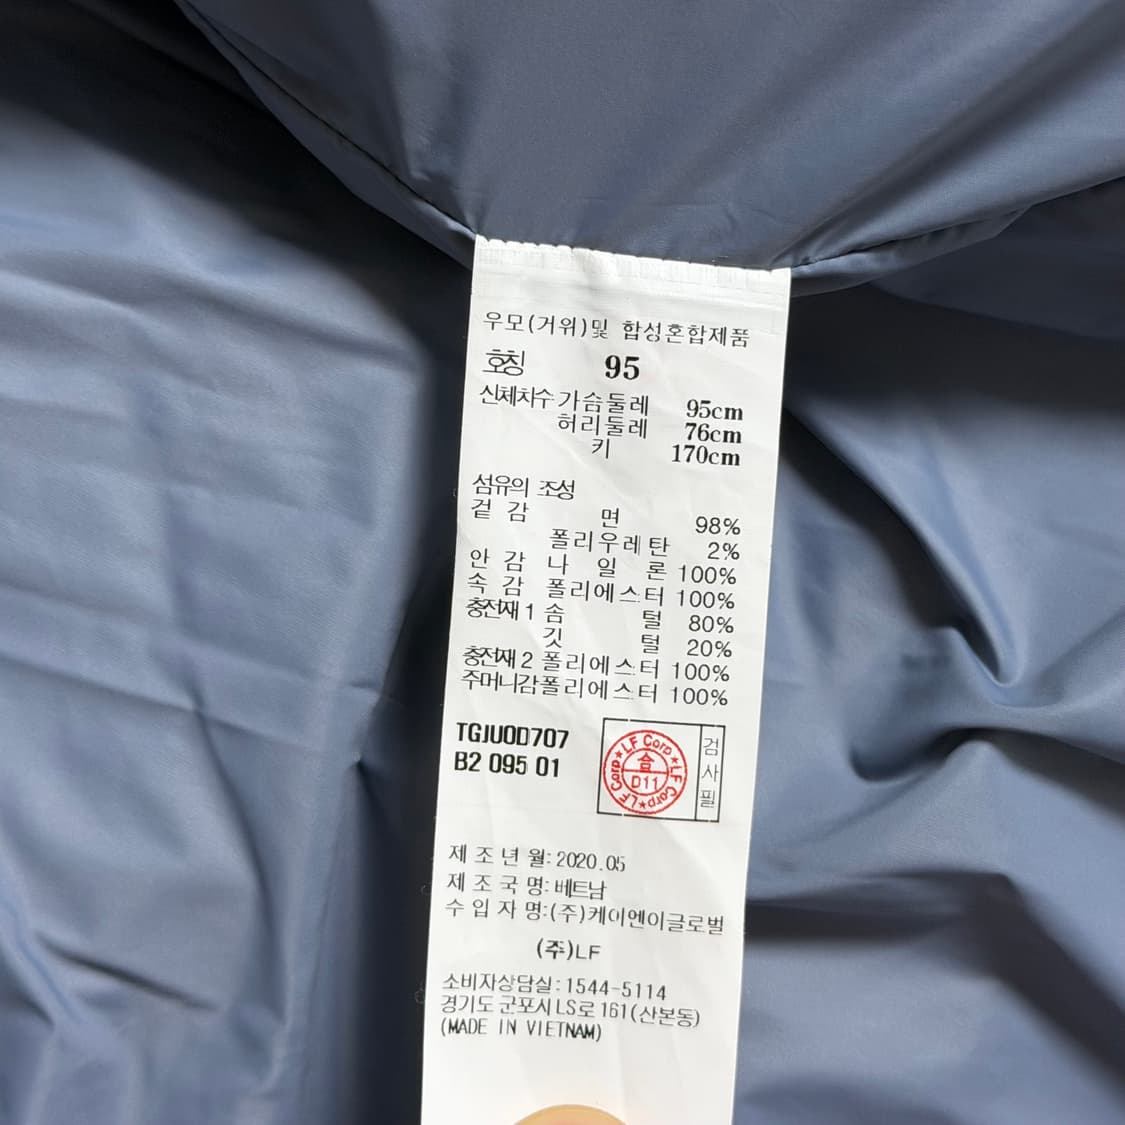 우모(거위)및 합성혼합제품
호칭 95
신체치수 가슴둘레 95cm
허리둘레 76cm
키 170cm
섬유의 조성
겉감 면 98%
폴리우레탄 2%
안감 나일론 100%
속감 폴리에스터 100%
충전재1 솜털 80%
깃털 20%
충전재2 폴리에스터 100%
주머니감 폴리에스터 100%
TGJU0D707
B2 095 01
LF Corp★LF Corp★LF Corp★
合
D11
검사필
제조년월: 2020.05
제조국명: 베트남
수입자명:(주)케이엔이글로벌
(주)LF
소비자상담실: 1544-5114
경기도 군포시 LS로 161(산본동)
(MADE IN VIETNAM)